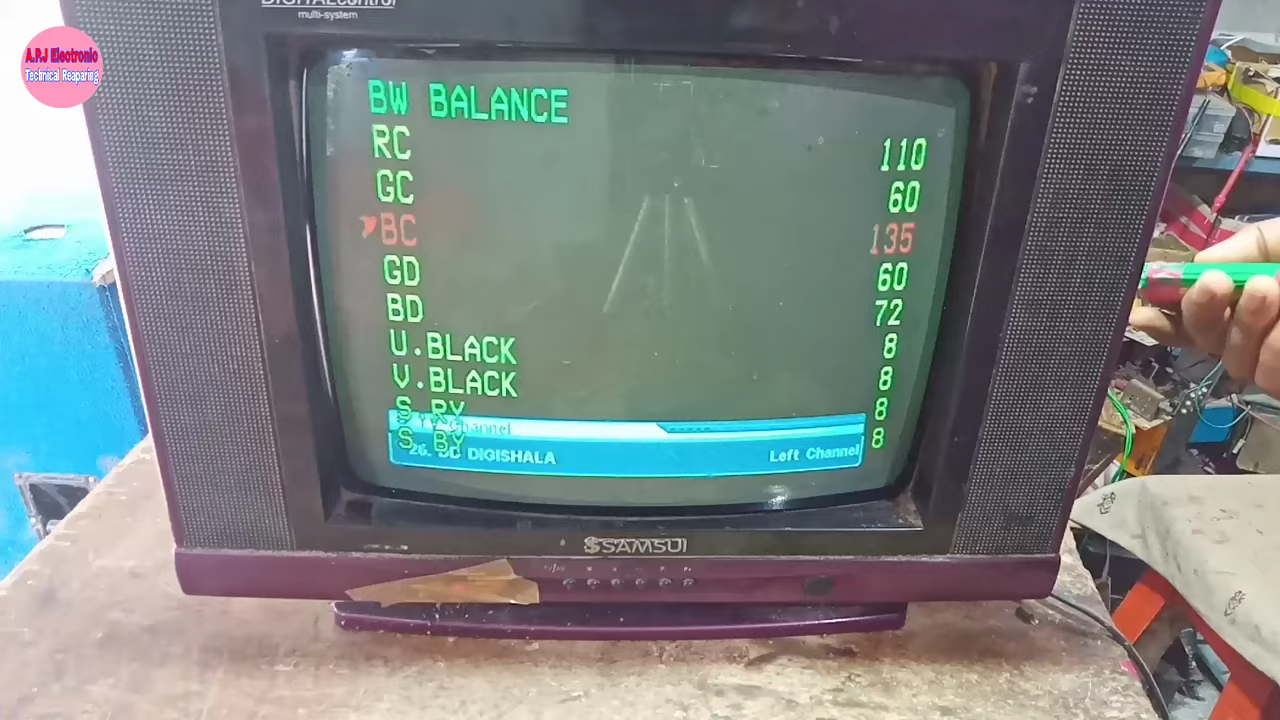 DIGITALcontrol
multi-system
A.P.J Electronic
Technical Reaparing
BW BALANCE
RC 110
GC 60
BC 135
GD 60
BD 72
U.BLACK 8
V.BLACK 8
S.RY 8
Channel
S.BY 8
26. DIGISHALA Left Channel
SAMSUI